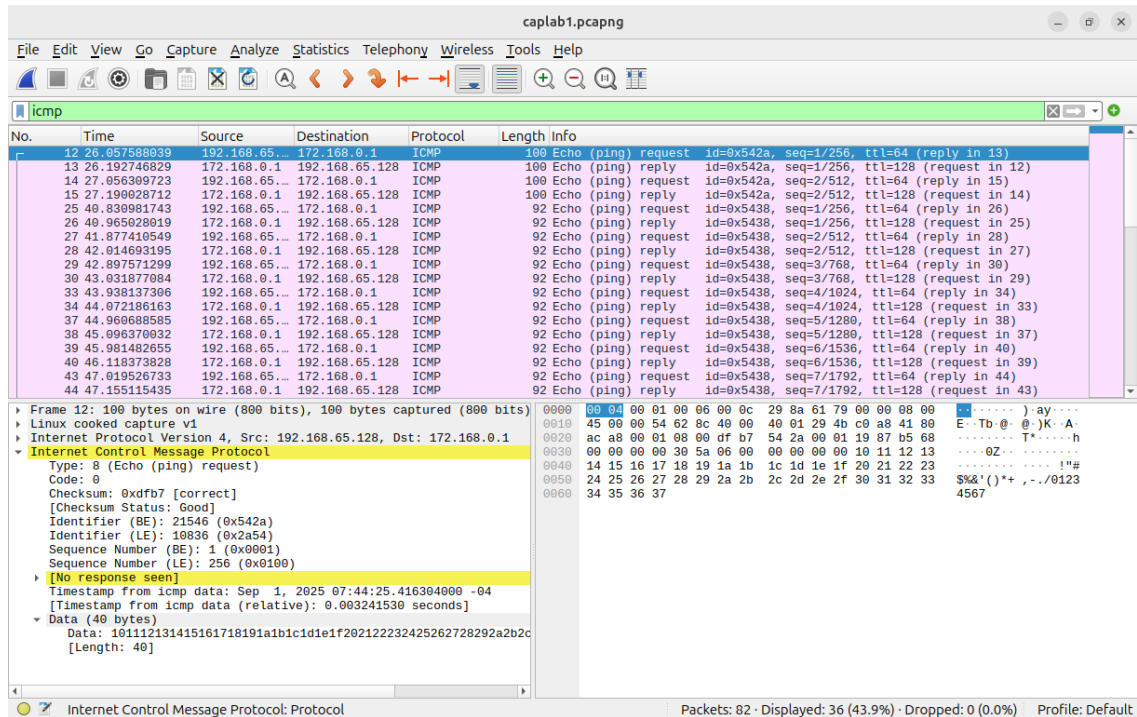 caplab1.pcapng
File Edit View Go Capture Analyze Statistics Telephony Wireless Tools Help
icmp
No. Time Source Destination Protocol Length Info
12 26.057588039 192.168.65.… 172.168.0.1 ICMP 100 Echo (ping) request id=0x542a, seq=1/256, ttl=64 (reply in 13)
13 26.192746829 172.168.0.1 192.168.65.128 ICMP 100 Echo (ping) reply id=0x542a, seq=1/256, ttl=128 (request in 12)
14 27.056309723 192.168.65.… 172.168.0.1 ICMP 100 Echo (ping) request id=0x542a, seq=2/512, ttl=64 (reply in 15)
15 27.190028712 172.168.0.1 192.168.65.128 ICMP 100 Echo (ping) reply id=0x542a, seq=2/512, ttl=128 (request in 14)
25 40.830981743 192.168.65.… 172.168.0.1 ICMP 92 Echo (ping) request id=0x5438, seq=1/256, ttl=64 (reply in 26)
26 40.965028019 172.168.0.1 192.168.65.128 ICMP 92 Echo (ping) reply id=0x5438, seq=1/256, ttl=128 (request in 25)
27 41.877410549 192.168.65.… 172.168.0.1 ICMP 92 Echo (ping) request id=0x5438, seq=2/512, ttl=64 (reply in 28)
28 42.014693195 172.168.0.1 192.168.65.128 ICMP 92 Echo (ping) reply id=0x5438, seq=2/512, ttl=128 (request in 27)
29 42.897571299 192.168.65.… 172.168.0.1 ICMP 92 Echo (ping) request id=0x5438, seq=3/768, ttl=64 (reply in 30)
30 43.031877084 172.168.0.1 192.168.65.128 ICMP 92 Echo (ping) reply id=0x5438, seq=3/768, ttl=128 (request in 29)
33 43.938137306 192.168.65.… 172.168.0.1 ICMP 92 Echo (ping) request id=0x5438, seq=4/1024, ttl=64 (reply in 34)
34 44.072186163 172.168.0.1 192.168.65.128 ICMP 92 Echo (ping) reply id=0x5438, seq=4/1024, ttl=128 (request in 33)
37 44.960688585 192.168.65.… 172.168.0.1 ICMP 92 Echo (ping) request id=0x5438, seq=5/1280, ttl=64 (reply in 38)
38 45.096370032 172.168.0.1 192.168.65.128 ICMP 92 Echo (ping) reply id=0x5438, seq=5/1280, ttl=128 (request in 37)
39 45.981482655 192.168.65.… 172.168.0.1 ICMP 92 Echo (ping) request id=0x5438, seq=6/1536, ttl=64 (reply in 40)
40 46.118373828 172.168.0.1 192.168.65.128 ICMP 92 Echo (ping) reply id=0x5438, seq=6/1536, ttl=128 (request in 39)
43 47.019526733 192.168.65.… 172.168.0.1 ICMP 92 Echo (ping) request id=0x5438, seq=7/1792, ttl=64 (reply in 44)
44 47.155115435 172.168.0.1 192.168.65.128 ICMP 92 Echo (ping) reply id=0x5438, seq=7/1792, ttl=128 (request in 43)
Frame 12: 100 bytes on wire (800 bits), 100 bytes captured (800 bits)
Linux cooked capture v1
Internet Protocol Version 4, Src: 192.168.65.128, Dst: 172.168.0.1
Internet Control Message Protocol
Type: 8 (Echo (ping) request)
Code: 0
Checksum: 0xdfb7 [correct]
[Checksum Status: Good]
Identifier (BE): 21546 (0x542a)
Identifier (LE): 10836 (0x2a54)
Sequence Number (BE): 1 (0x0001)
Sequence Number (LE): 256 (0x0100)
[No response seen]
Timestamp from icmp data: Sep 1, 2025 07:44:25.416304000 -04
[Timestamp from icmp data (relative): 0.003241530 seconds]
Data (40 bytes)
Data: 101112131415161718191a1b1c1d1e1f202122232425262728292a2b2c
[Length: 40]
0000 00 04 00 01 00 06 00 0c 29 8a 61 79 00 00 08 00 ········ )·ay····
0010 45 00 00 54 62 8c 40 00 40 01 29 4b c0 a8 41 80 E··Tb·@· @·)K··A·
0020 ac a8 00 01 08 00 df b7 54 2a 00 01 19 87 b5 68 ········ T*·····h
0030 00 00 00 00 30 5a 06 00 00 00 00 00 10 11 12 13 ····0Z·· ········
0040 14 15 16 17 18 19 1a 1b 1c 1d 1e 1f 20 21 22 23 ········ ···· !"#
0050 24 25 26 27 28 29 2a 2b 2c 2d 2e 2f 30 31 32 33 $%&'()*+ ,-./0123
0060 34 35 36 37 4567
Internet Control Message Protocol: Protocol Packets: 82 · Displayed: 36 (43.9%) · Dropped: 0 (0.0%) Profile: Default